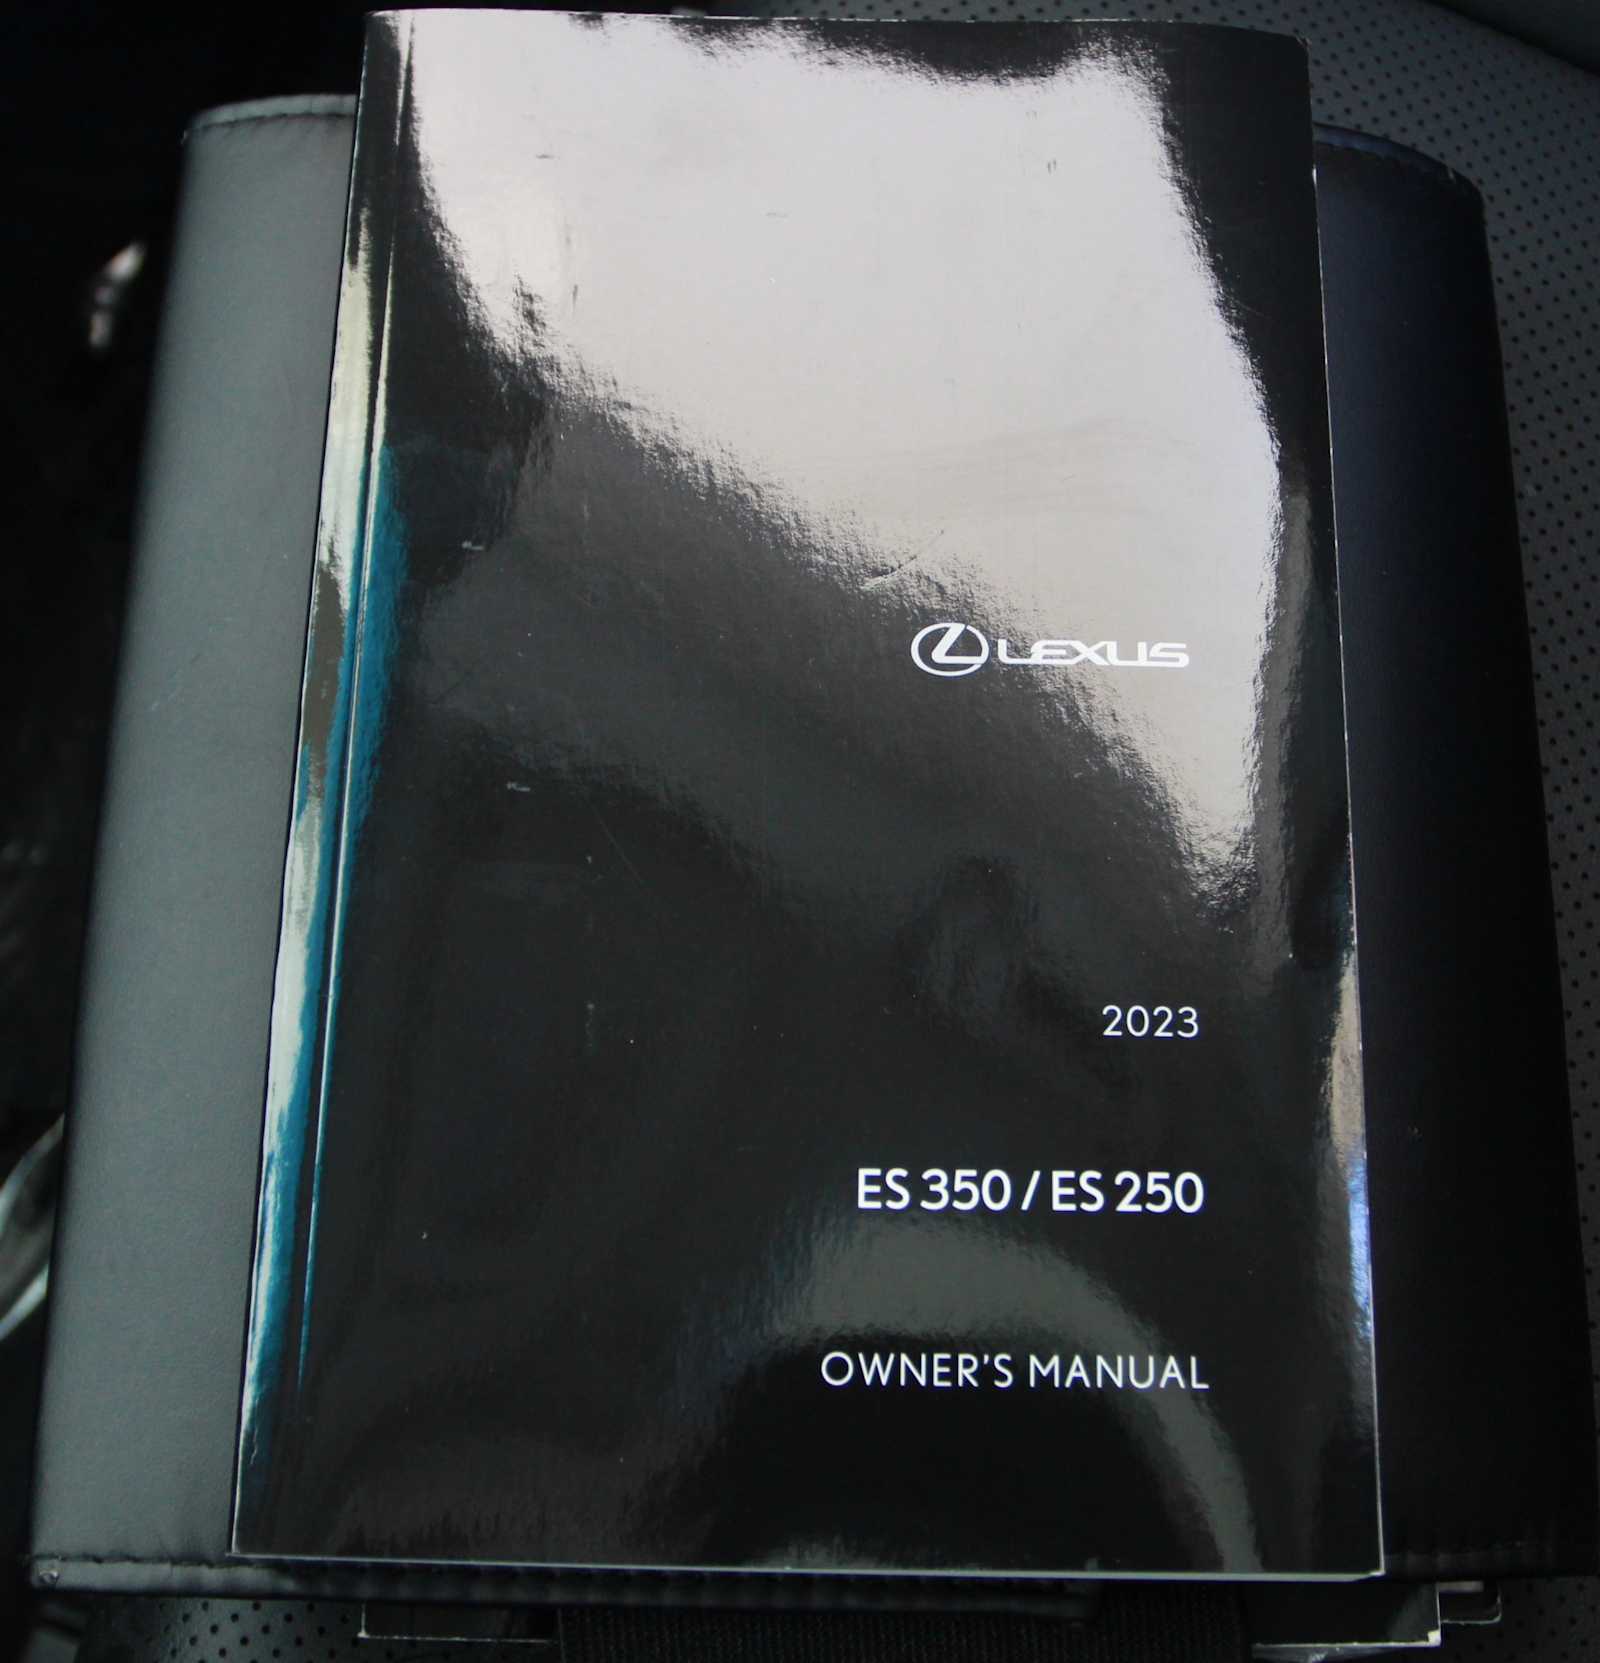 LEXUS
2023
ES 350 / ES 250
OWNER'S MANUAL